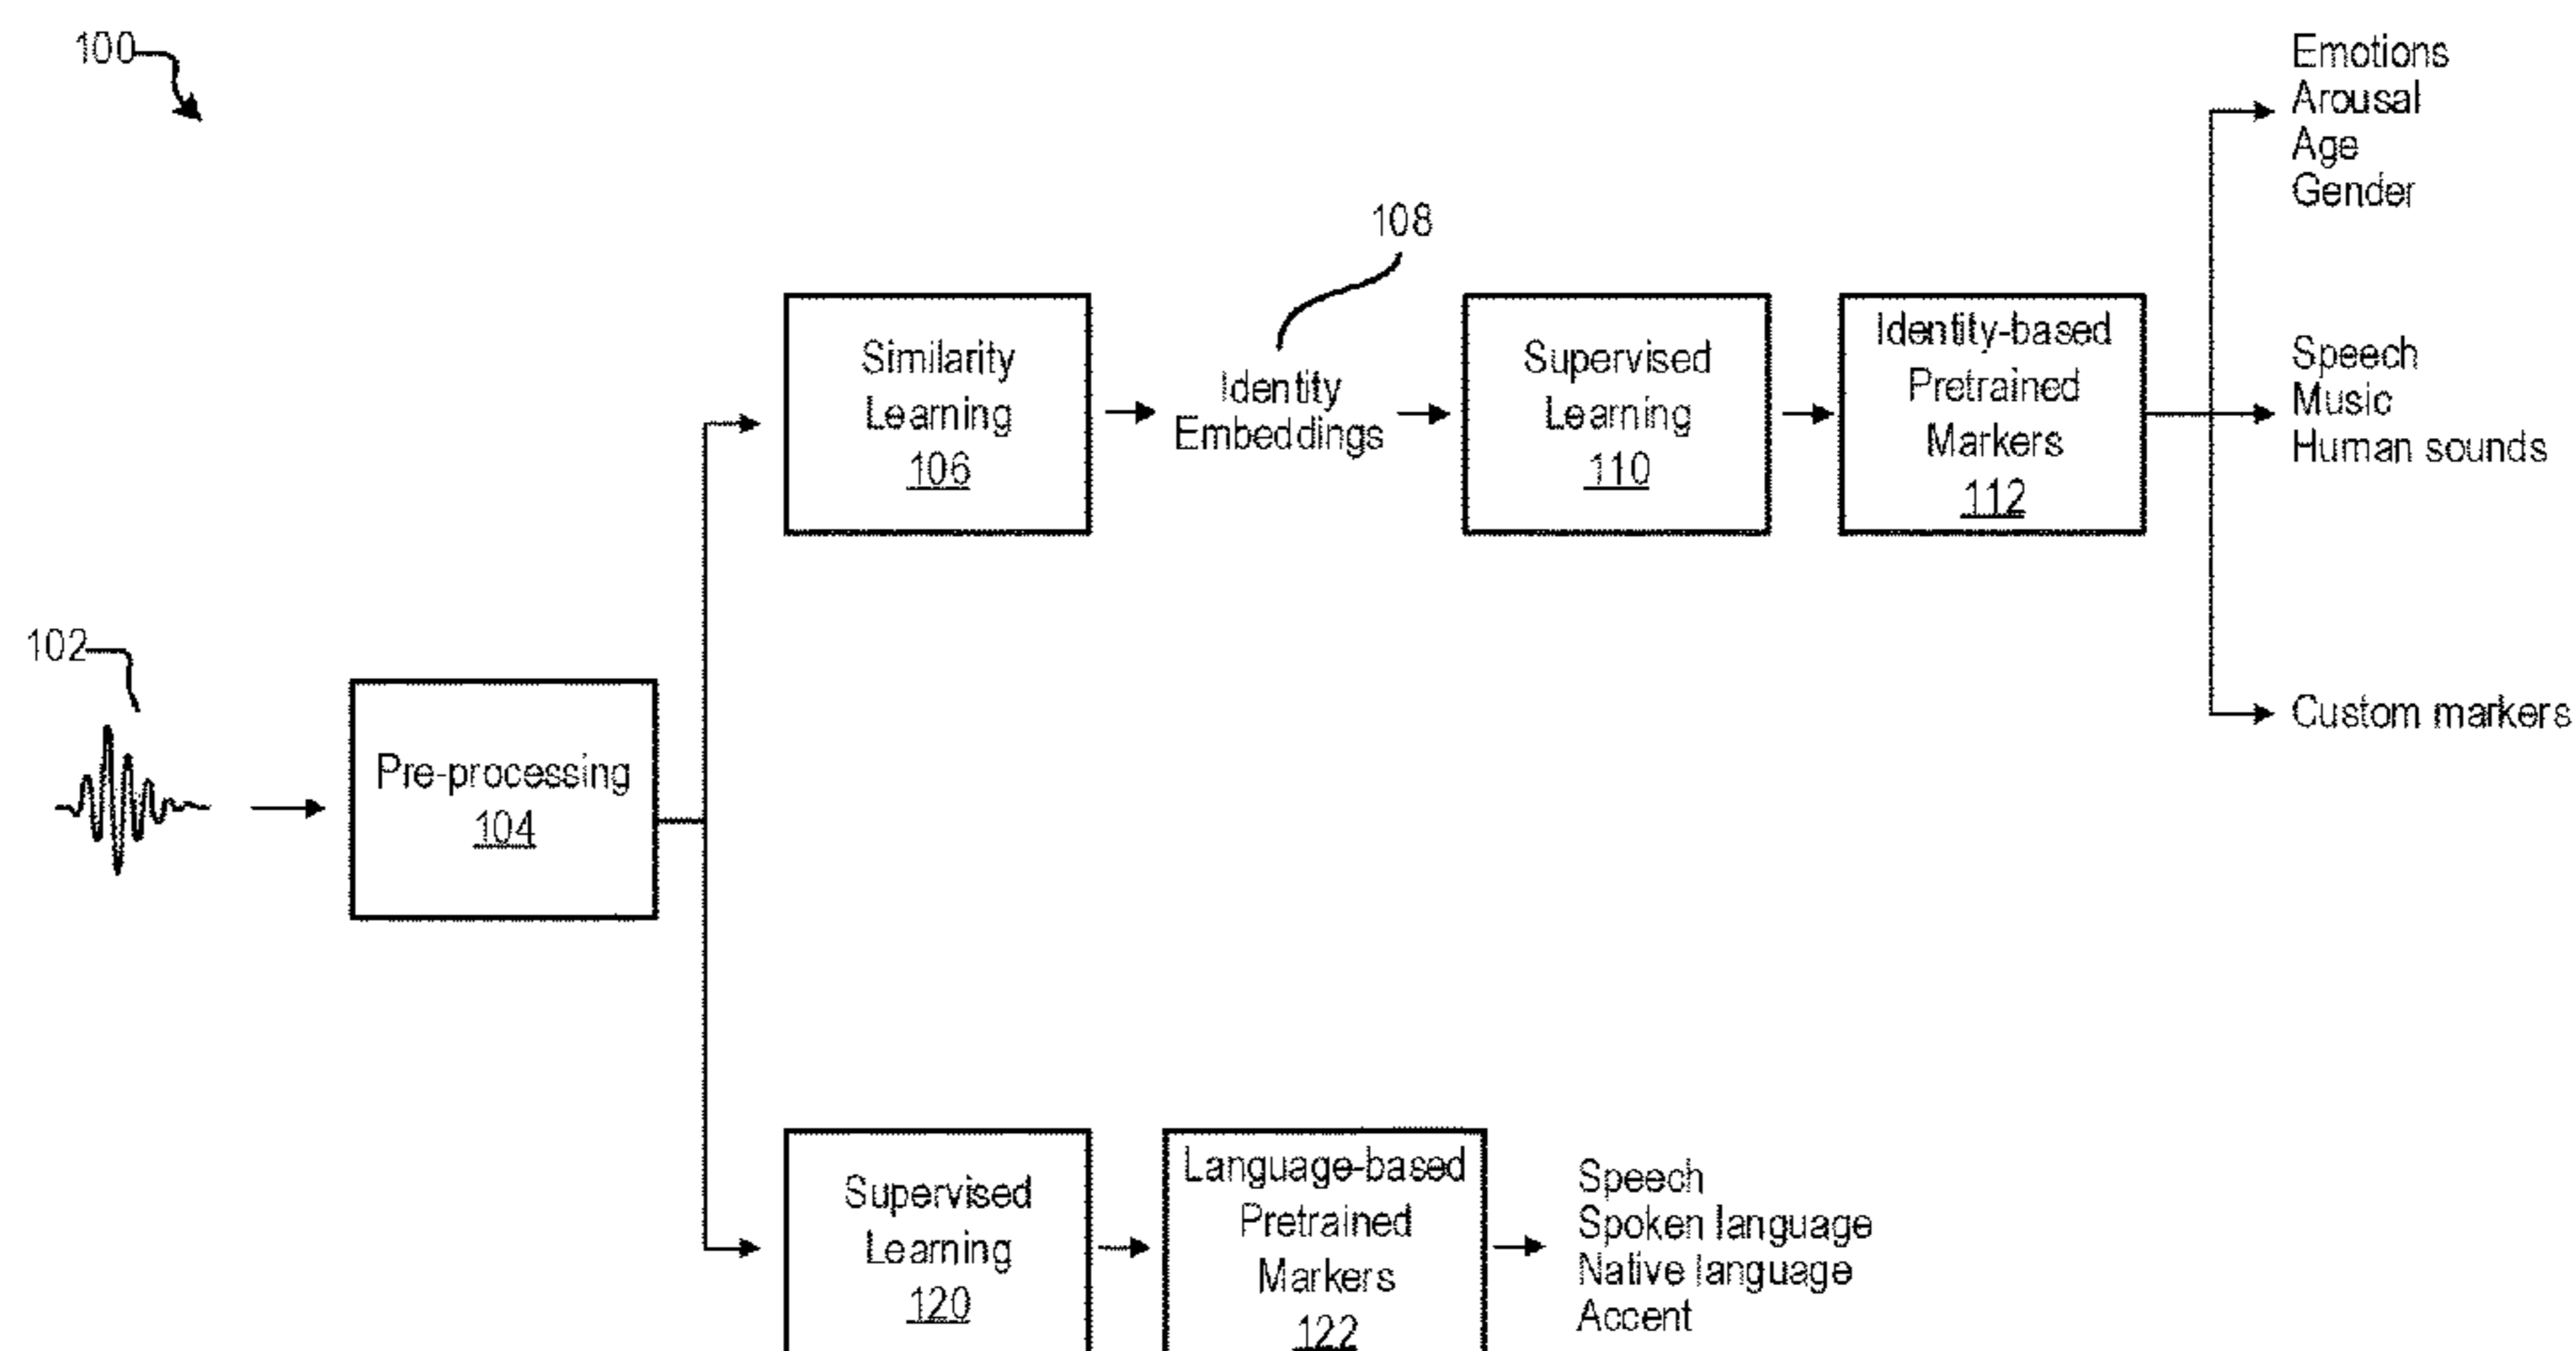 100
Emotions
Arousal
Age
Gender
108
Similarity
Learning
106
Identity
Embeddings
Supervised
Learning
110
Identity-based
Pretrained
Markers
112
Speech
Music
Human sounds
102
Custom markers
Pre-processing
104
Supervised
Learning
120
Language-based
Pretrained
Markers
122
Speech
Spoken language
Native language
Accent